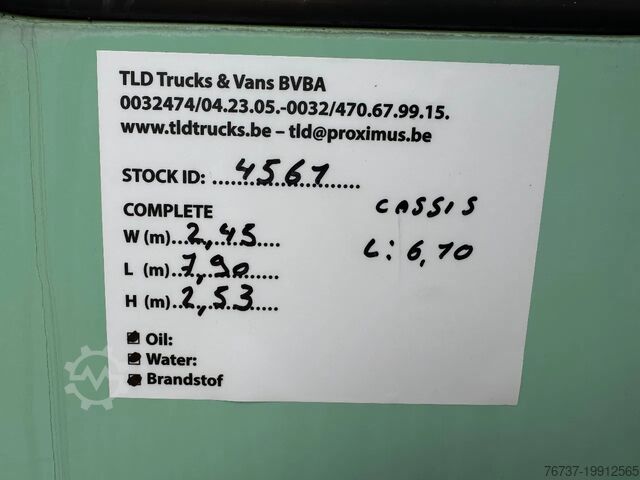 TLD Trucks & Vans BVBA
0032474/04.23.05.-0032/470.67.99.15.
www.tldtrucks.be – tld@proximus.be
STOCK ID: ....4567....................
COMPLETE
W (m)...2,45....
L (m)...7,90......
H (m)...2,53.....
CASSIS
L: 6,70
Oil:
Water:
Brandstof
76737-19912565